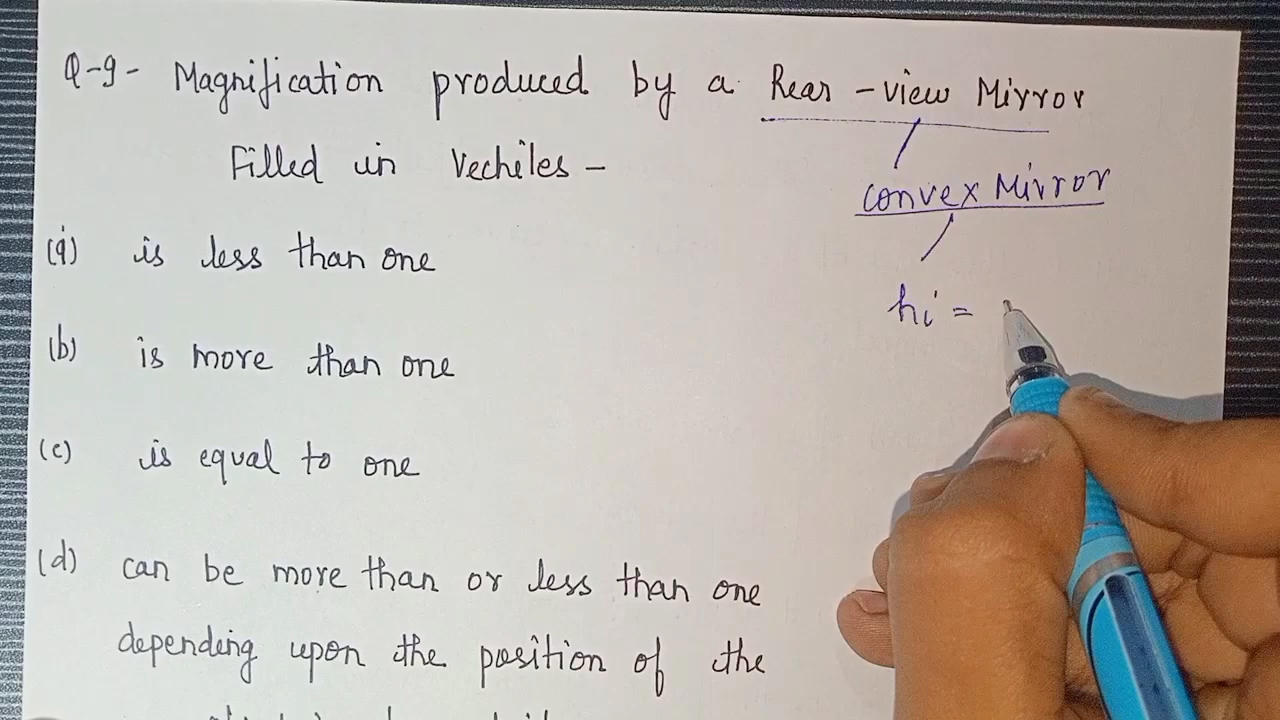 Q-9- Magnification produced by a Rear-view Mirror
Filled in Vechiles -
convex Mirror
(a) is less than one
hi =
(b) is more than one
(c) is equal to one
(d) can be more than or less than one
depending upon the position of the